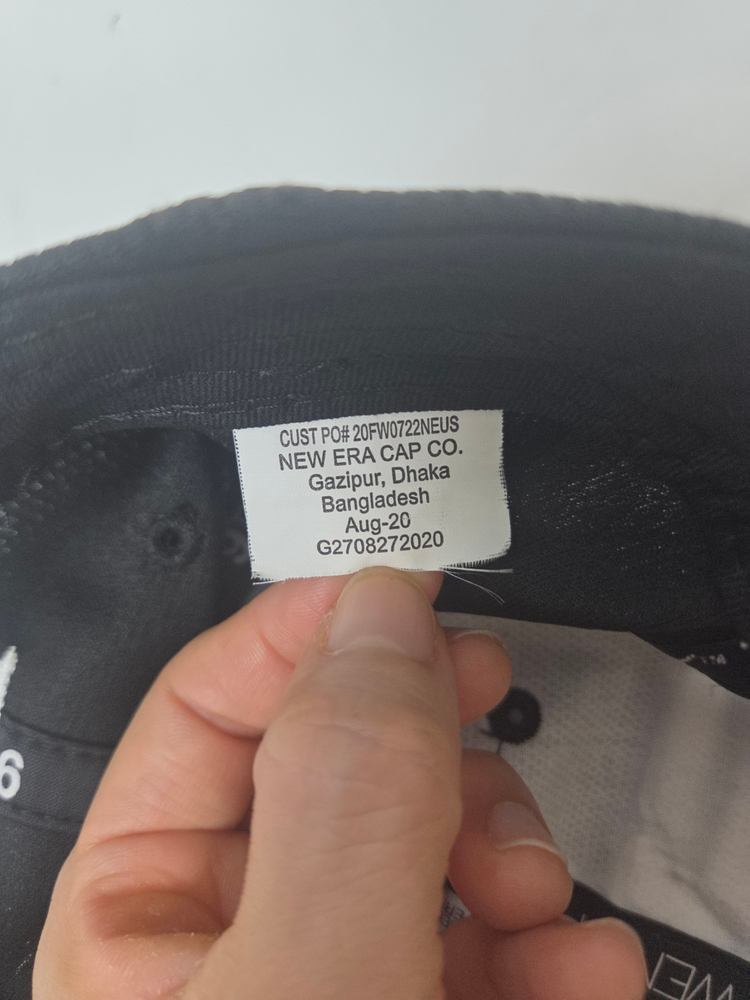 CUST PO# 20FW0722NEUS
NEW ERA CAP CO.
Gazipur, Dhaka
Bangladesh
Aug-20
G2708272020